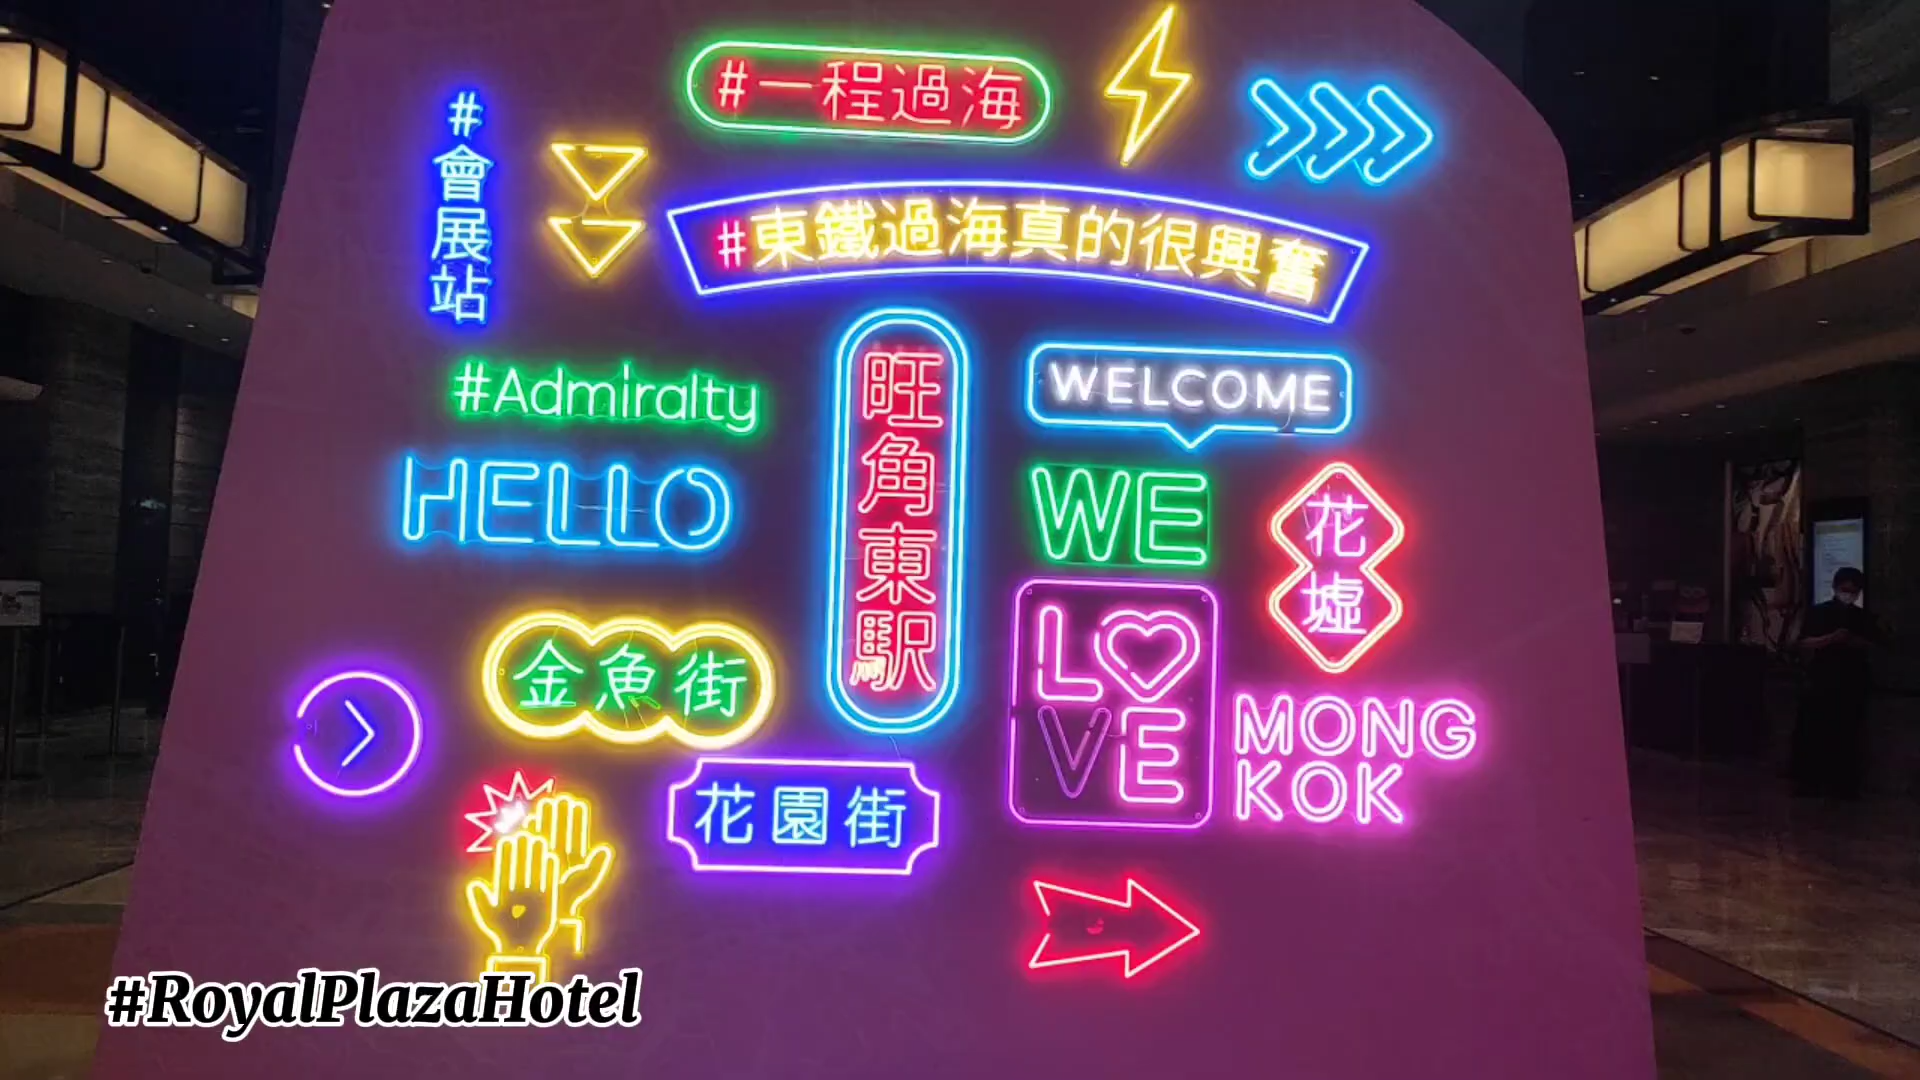 #一程過海
#會展站
#東鐵過海真的很興奮
#Admiralty
旺角東駅
WELCOME
HELLO
WE
花墟
LOVE
金魚街
MONG
KOK
花園街
#RoyalPlazaHotel